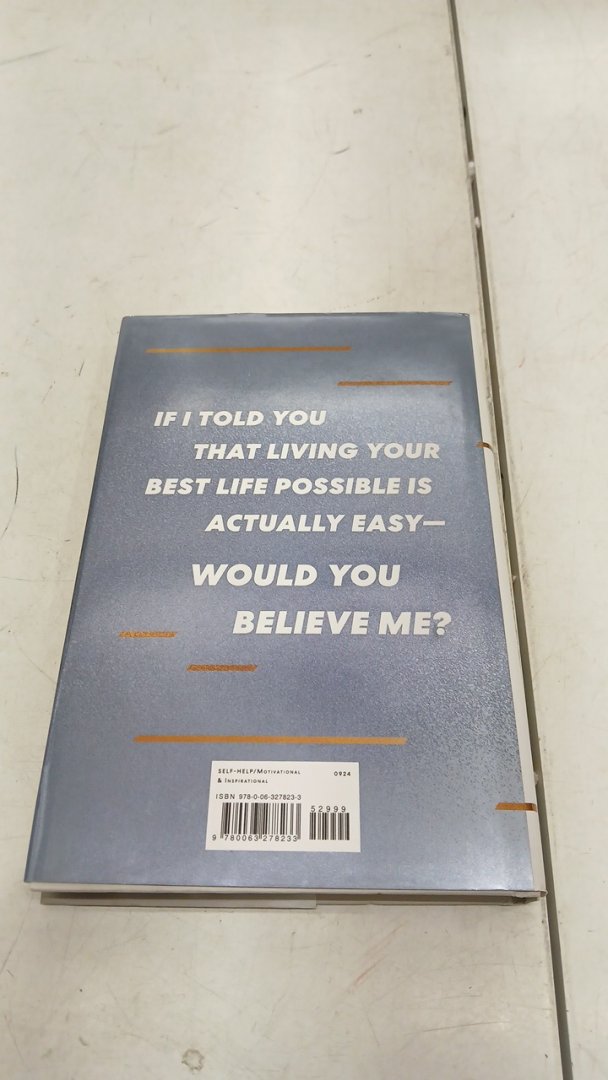 IF I TOLD YOU
THAT LIVING YOUR
BEST LIFE POSSIBLE IS
ACTUALLY EASY—
WOULD YOU
BELIEVE ME?
SELF-HELP/MOTIVATIONAL 0924
& INSPIRATIONAL
ISBN 978-0-06-327823-3
52999
9 780063 278233